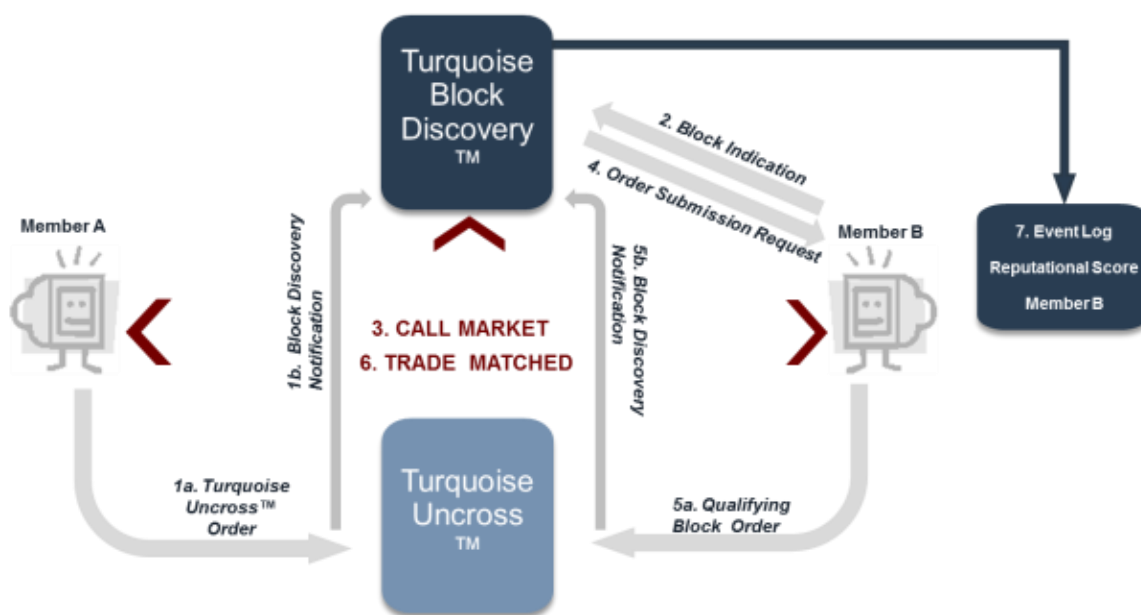 Turquoise
Block
Discovery
™
2. Block Indication
4. Order Submission Request
Member A
Member B
7. Event Log
Reputational Score
Member B
1b. Block Discovery
Notification
5b. Block Discovery
Notification
3. CALL MARKET
6. TRADE MATCHED
1a. Turquoise
Uncross™
Order
Turquoise
Uncross
™
5a. Qualifying
Block Order